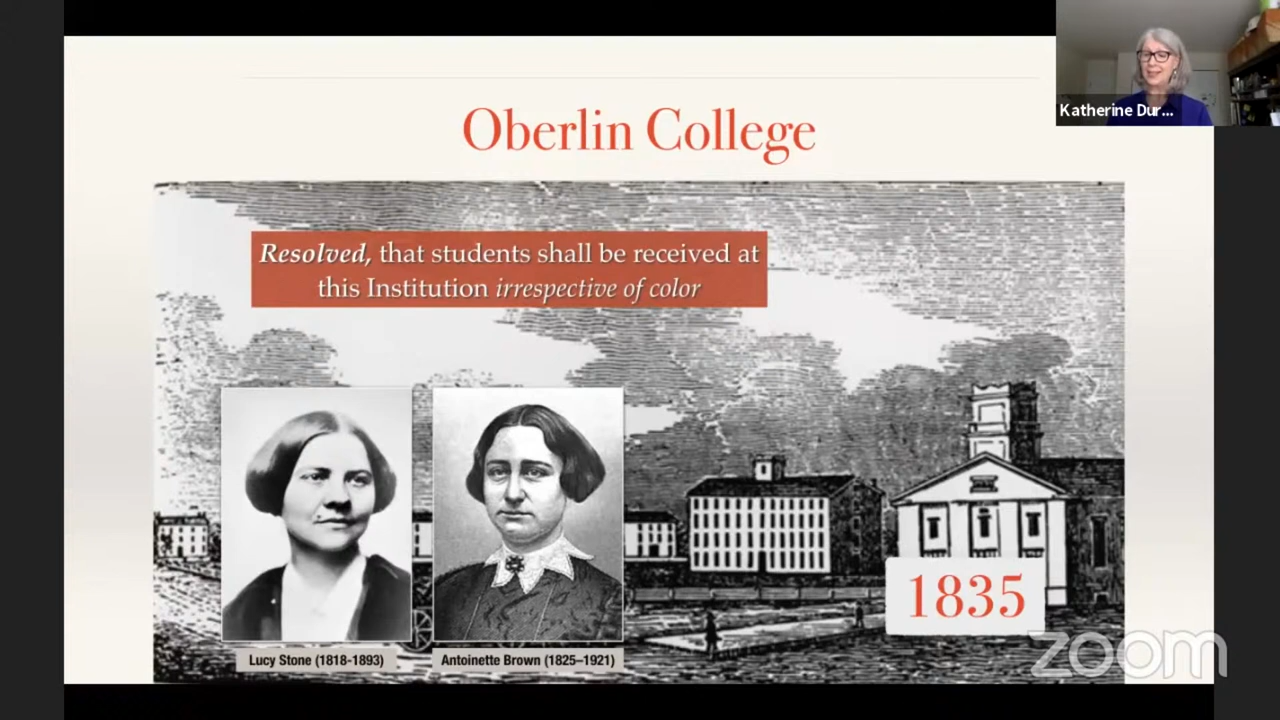 Katherine Dur...
Oberlin College
Resolved, that students shall be received at
this Institution irrespective of color
1835
Lucy Stone (1818-1893)
Antoinette Brown (1825–1921)
zoom